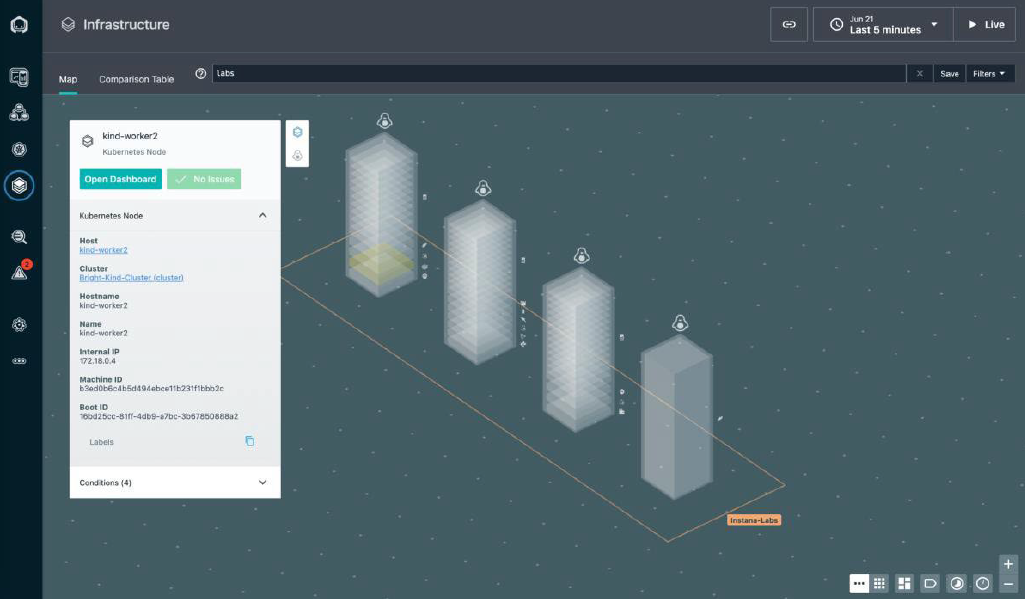 Infrastructure
Jun 21
Last 5 minutes
Live
Map
Comparison Table
Labs
X
Save
Filters
kind-worker2
Kubernetes Node
Open Dashboard
No Issues
Kubernetes Node
Host
kind-worker2
Cluster
Bright-Kind-Cluster (cluster)
Hostname
kind-worker2
Name
kind-worker2
Internal IP
172.18.0.4
Machine ID
b3ed0b6c4b5d494ebce11b231f1bbb2c
Boot ID
16bd25cc-81ff-4db9-a7bc-3b67850888a2
Labels
Conditions (4)
2
Instana-Labs